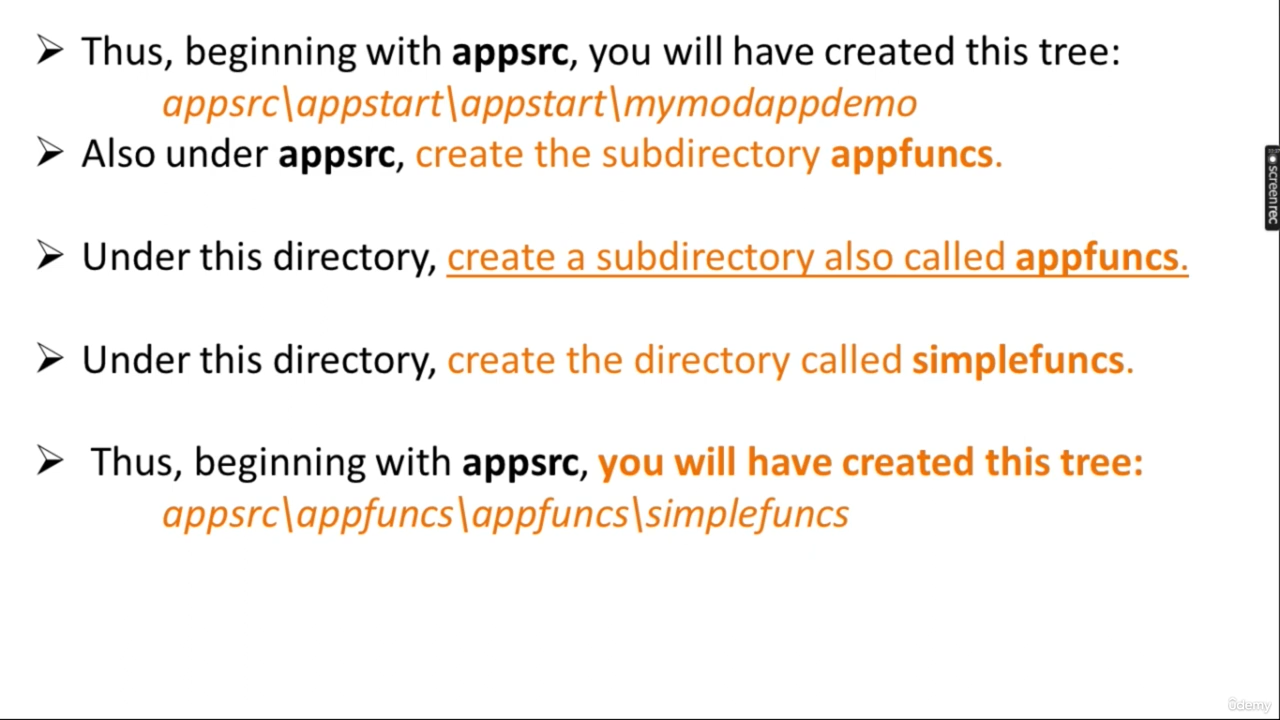 ➢ Thus, beginning with appsrc, you will have created this tree:
appsrc\appstart\appstart\mymodappdemo
➢ Also under appsrc, create the subdirectory appfuncs.
➢ Under this directory, create a subdirectory also called appfuncs.
➢ Under this directory, create the directory called simplefuncs.
➢ Thus, beginning with appsrc, you will have created this tree:
appsrc\appfuncs\appfuncs\simplefuncs
screenrec
ûdemy